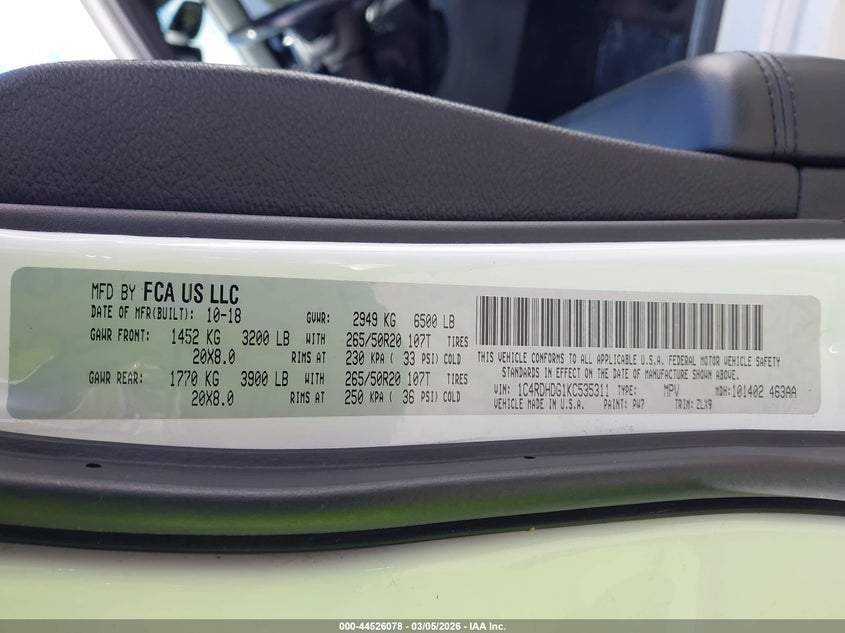 MFD BY FCA US LLC
DATE OF MFR(BUILT): 10-18 GVWR: 2949 KG 6500 LB
GAWR FRONT: 1452 KG 3200 LB WITH 265/50R20 107T TIRES
20X8.0 RIMS AT 230 KPA ( 33 PSI) COLD
GAWR REAR: 1770 KG 3900 LB WITH 265/50R20 107T TIRES
20X8.0 RIMS AT 250 KPA ( 36 PSI) COLD
THIS VEHICLE CONFORMS TO ALL APPLICABLE U.S.A. FEDERAL MOTOR VEHICLE SAFETY
STANDARDS IN EFFECT ON THE DATE OF MANUFACTURE SHOWN ABOVE.
VIN: 1C4RDHDG1KC535311 TYPE: MPV MDH:101402 463AA
VEHICLE MADE IN U.S.A. PAINT: PW7 TRIM: ZLX9
000-44526078 — 03/05/2026 - IAA Inc.